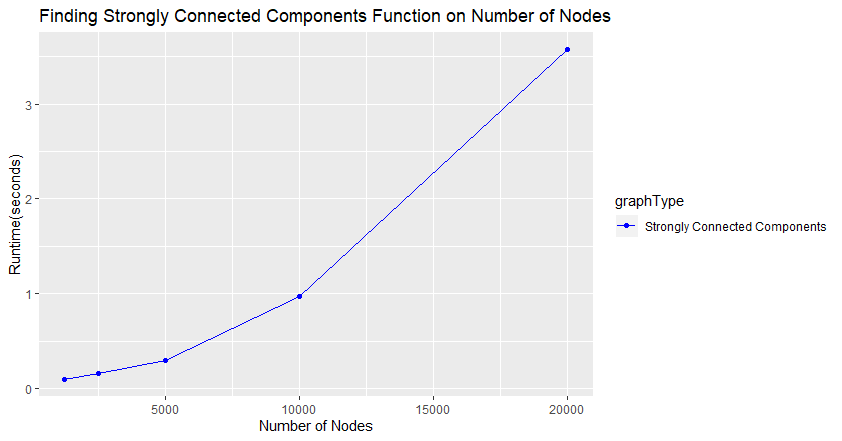 Finding Strongly Connected Components Function on Number of Nodes
Runtime(seconds)
3
2
1
0
5000
10000
15000
20000
Number of Nodes
graphType
Strongly Connected Components